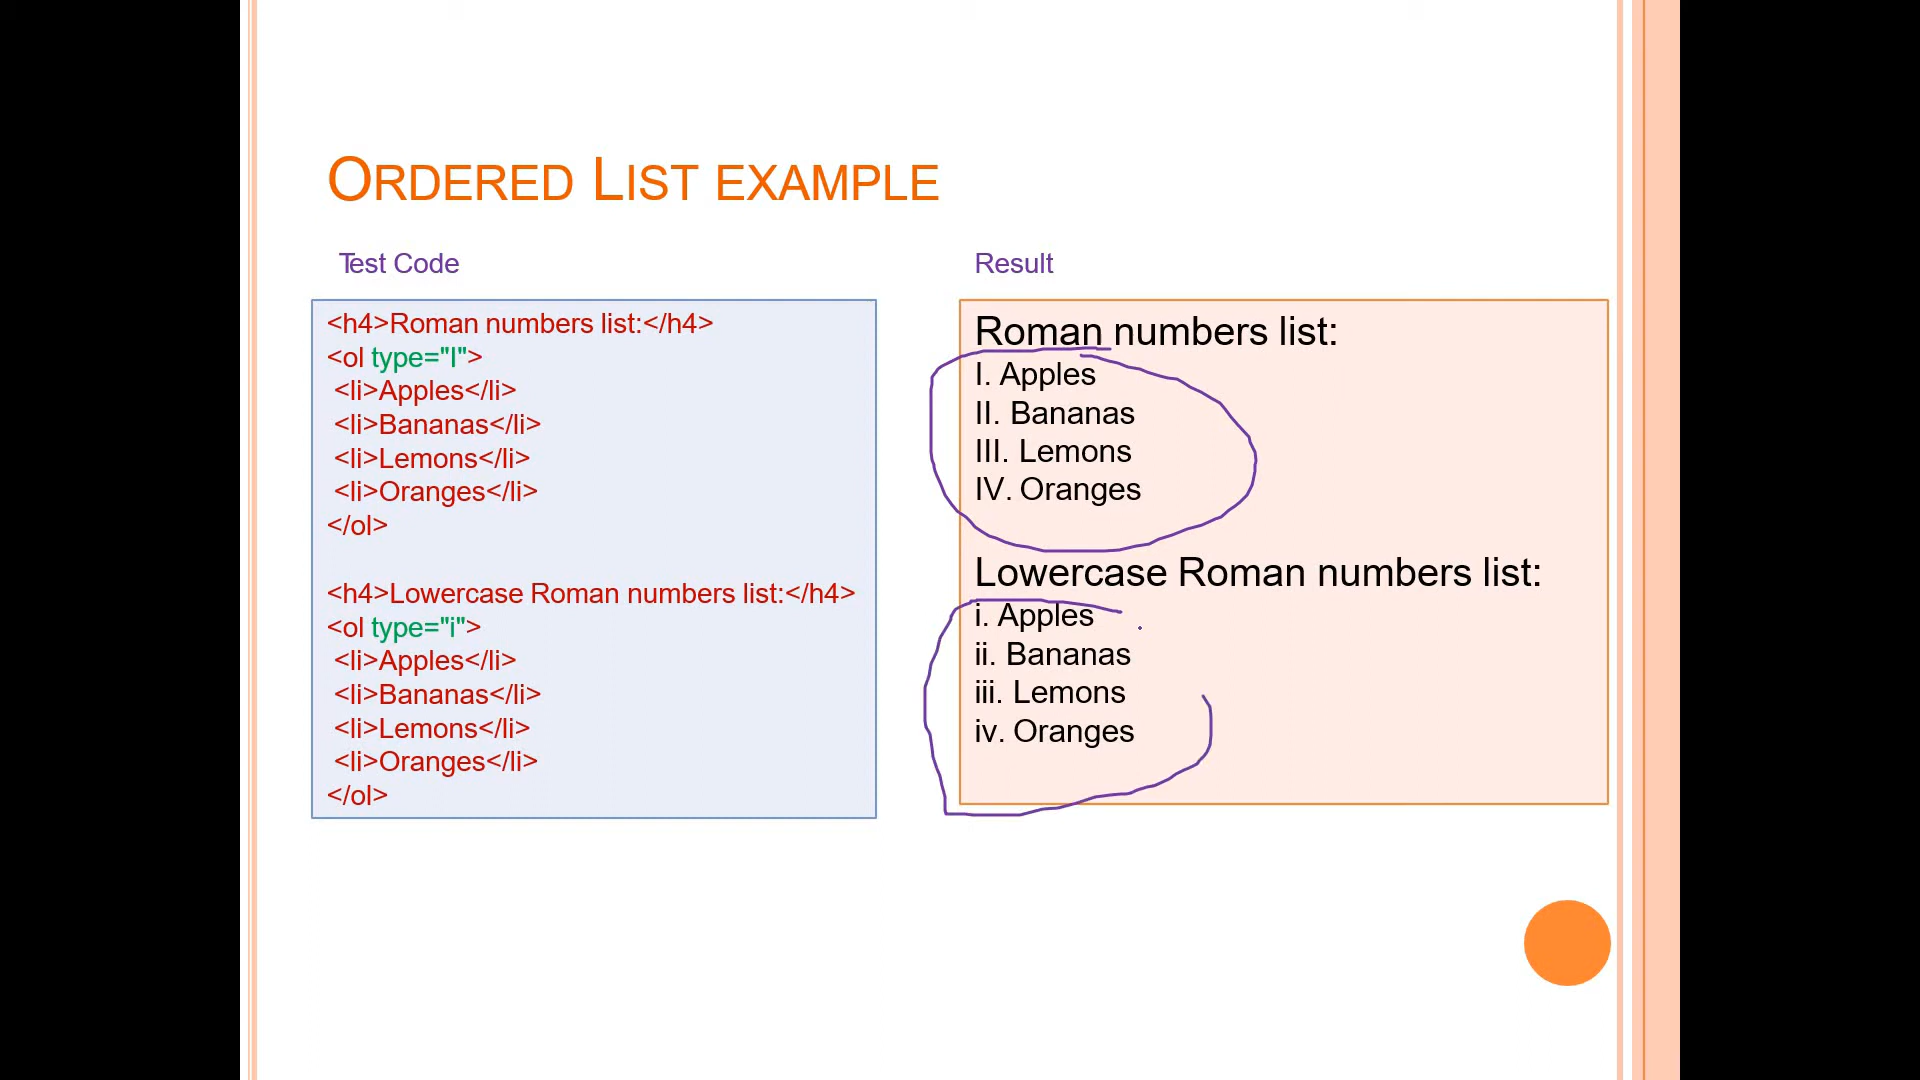 ORDERED LIST EXAMPLE
Test Code
<h4>Roman numbers list:</h4>
<ol type="I">
<li>Apples</li>
<li>Bananas</li>
<li>Lemons</li>
<li>Oranges</li>
</ol>
<h4>Lowercase Roman numbers list:</h4>
<ol type="i">
<li>Apples</li>
<li>Bananas</li>
<li>Lemons</li>
<li>Oranges</li>
</ol>
Result
Roman numbers list:
I. Apples
II. Bananas
III. Lemons
IV. Oranges
Lowercase Roman numbers list:
i. Apples
ii. Bananas
iii. Lemons
iv. Oranges